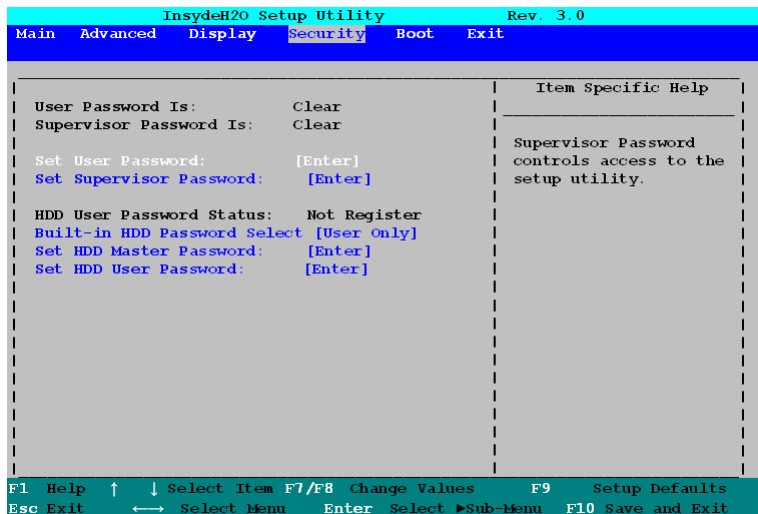 InsydeH2O Setup Utility Rev. 3.0
Main Advanced Display Security Boot Exit
Item Specific Help
User Password Is: Clear
Supervisor Password Is: Clear
Supervisor Password
controls access to the
setup utility.
Set User Password: [Enter]
Set Supervisor Password: [Enter]
HDD User Password Status: Not Register
Built-in HDD Password Select [User Only]
Set HDD Master Password: [Enter]
Set HDD User Password: [Enter]
F1 Help ↑ ↓ Select Item F7/F8 Change Values F9 Setup Defaults
Esc Exit ←→ Select Menu Enter Select ►Sub-Menu F10 Save and Exit